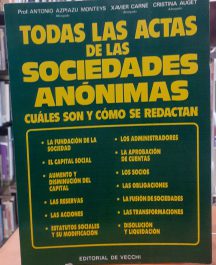 Prof. ANTONIO AZPIAZU MONTEYS XAVIER CARNÉ CRISTINA AUGET
Abogado Abogado
TODAS LAS ACTAS
DE LAS
SOCIEDADES
ANÓNIMAS
CUÁLES SON Y CÓMO SE REDACTAN
• LA FUNDACIÓN DE LA
SOCIEDAD
• EL CAPITAL SOCIAL
• AUMENTO Y
DISMINUCIÓN DEL
CAPITAL
• LAS RESERVAS
• LAS ACCIONES
• ESTATUTOS SOCIALES
Y SU MODIFICACIÓN
• LOS ADMINISTRADORES
• LA APROBACIÓN
DE CUENTAS
• LOS SOCIOS
• LAS OBLIGACIONES
• LA FUSIÓN DE SOCIEDADES
• LAS TRANSFORMACIONES
• DISOLUCIÓN
Y LIQUIDACIÓN
EDITORIAL DE VECCHI